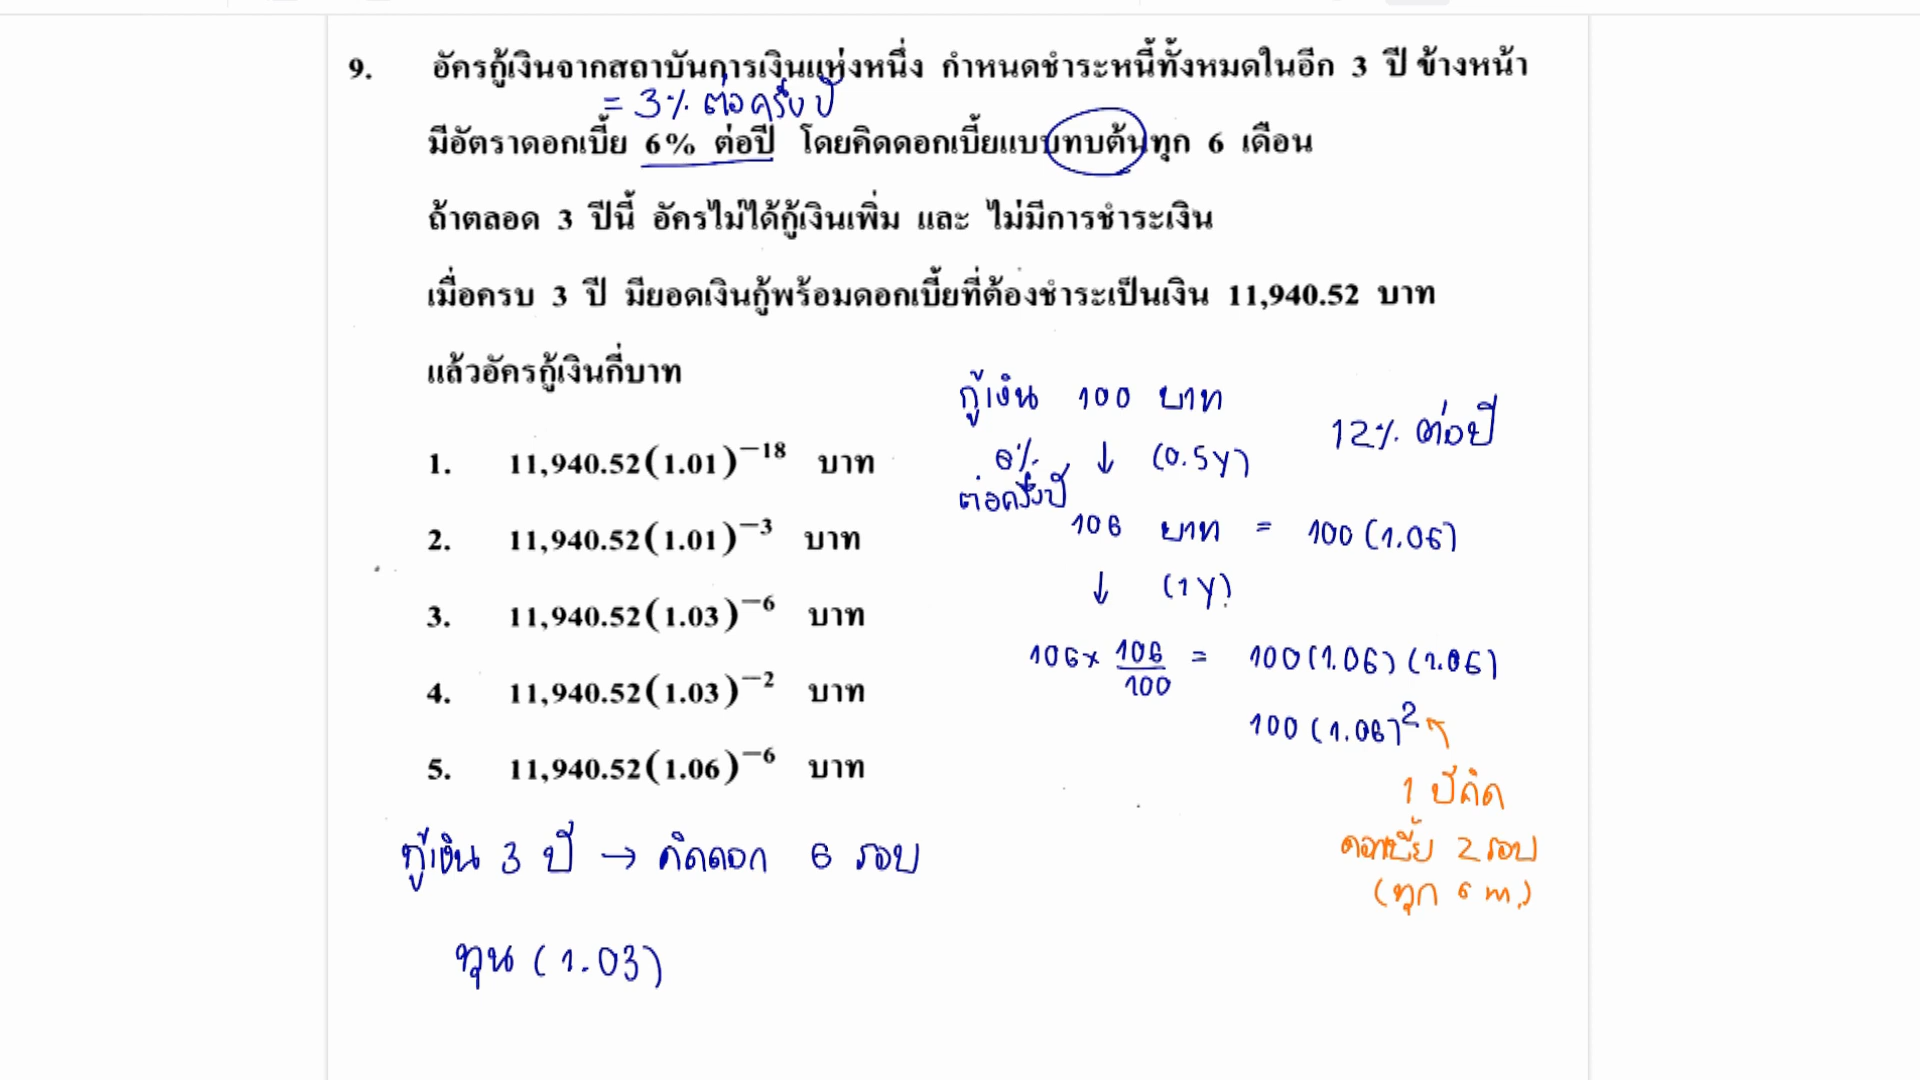 9. อัครกู้เงินจากสถาบันการเงินแห่งหนึ่ง กำหนดชำระหนี้ทั้งหมดในอีก 3 ปี ข้างหน้า
= 3% ต่อครึ่งปี
มีอัตราดอกเบี้ย 6% ต่อปี โดยคิดดอกเบี้ยแบบทบต้นทุก 6 เดือน
ถ้าตลอด 3 ปีนี้ อัครไม่ได้กู้เงินเพิ่ม และ ไม่มีการชำระเงิน
เมื่อครบ 3 ปี มียอดเงินกู้พร้อมดอกเบี้ยที่ต้องชำระเป็นเงิน 11,940.52 บาท
แล้วอัครกู้เงินกี่บาท
1. 11,940.52(1.01)⁻¹⁸ บาท
2. 11,940.52(1.01)⁻³ บาท
3. 11,940.52(1.03)⁻⁶ บาท
4. 11,940.52(1.03)⁻² บาท
5. 11,940.52(1.06)⁻⁶ บาท
กู้เงิน 100 บาท
12% ต่อปี
6% ↓ (0.5y)
ต่อครึ่งปี
106 บาท = 100 (1.06)
↓ (1y)
106 × 106/100 = 100 (1.06) (1.06)
100 (1.06)²
1 ปีคิด
ดอกเบี้ย 2 รอบ
(ทุก 6 m.)
กู้เงิน 3 ปี → คิดดอก 6 รอบ
ทุน (1.03)